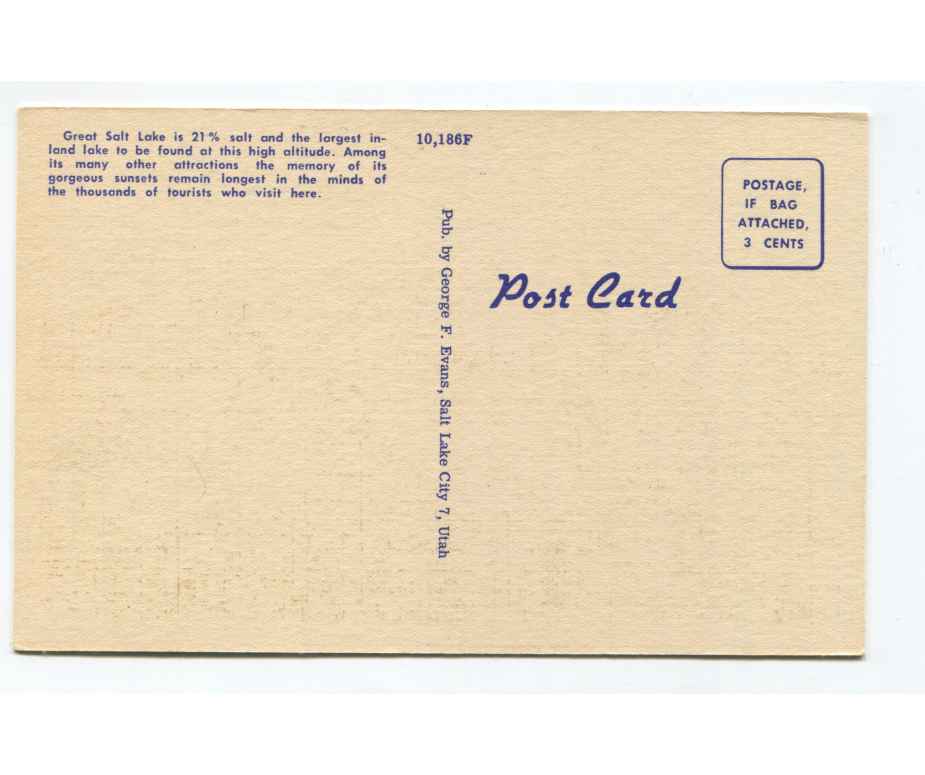 Great Salt Lake is 21% salt and the largest in-
land lake to be found at this high altitude. Among
its many other attractions the memory of its
gorgeous sunsets remain longest in the minds of
the thousands of tourists who visit here.
10,186F
Pub. by George F. Evans, Salt Lake City 7, Utah
POSTAGE,
IF BAG
ATTACHED,
3 CENTS
Post Card